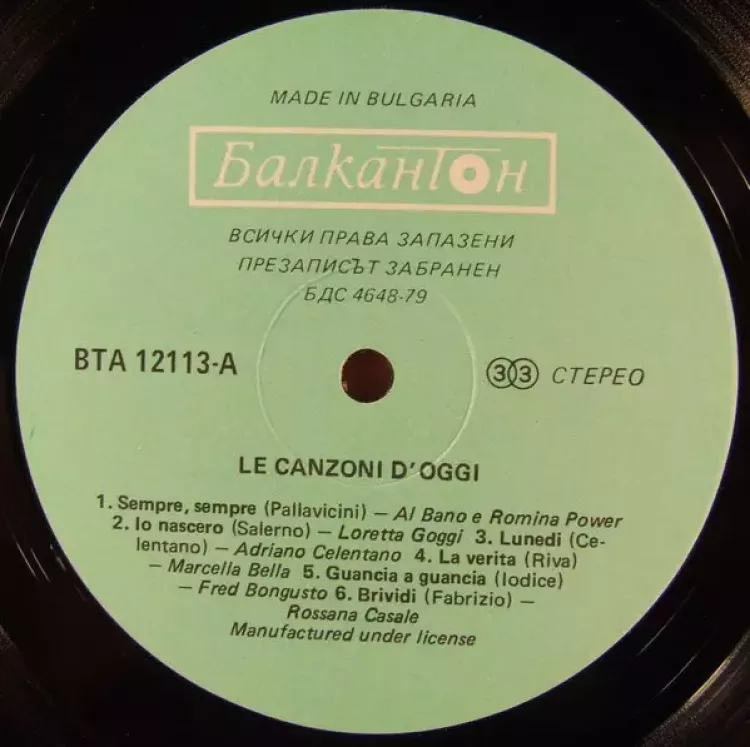 MADE IN BULGARIA
Балкантон
ВСИЧКИ ПРАВА ЗАПАЗЕНИ
ПРЕЗАПИСЪТ ЗАБРАНЕН
БДС 4648-79
ВТА 12113-А
33 СТЕРЕО
LE CANZONI D'OGGI
1. Sempre, sempre (Pallavicini) – Al Bano e Romina Power
2. Io nascero (Salerno) – Loretta Goggi 3. Lunedi (Ce-
lentano) – Adriano Celentano 4. La verita (Riva)
– Marcella Bella 5. Guancia a guancia (Iodice)
– Fred Bongusto 6. Brividi (Fabrizio) –
Rossana Casale
Manufactured under license